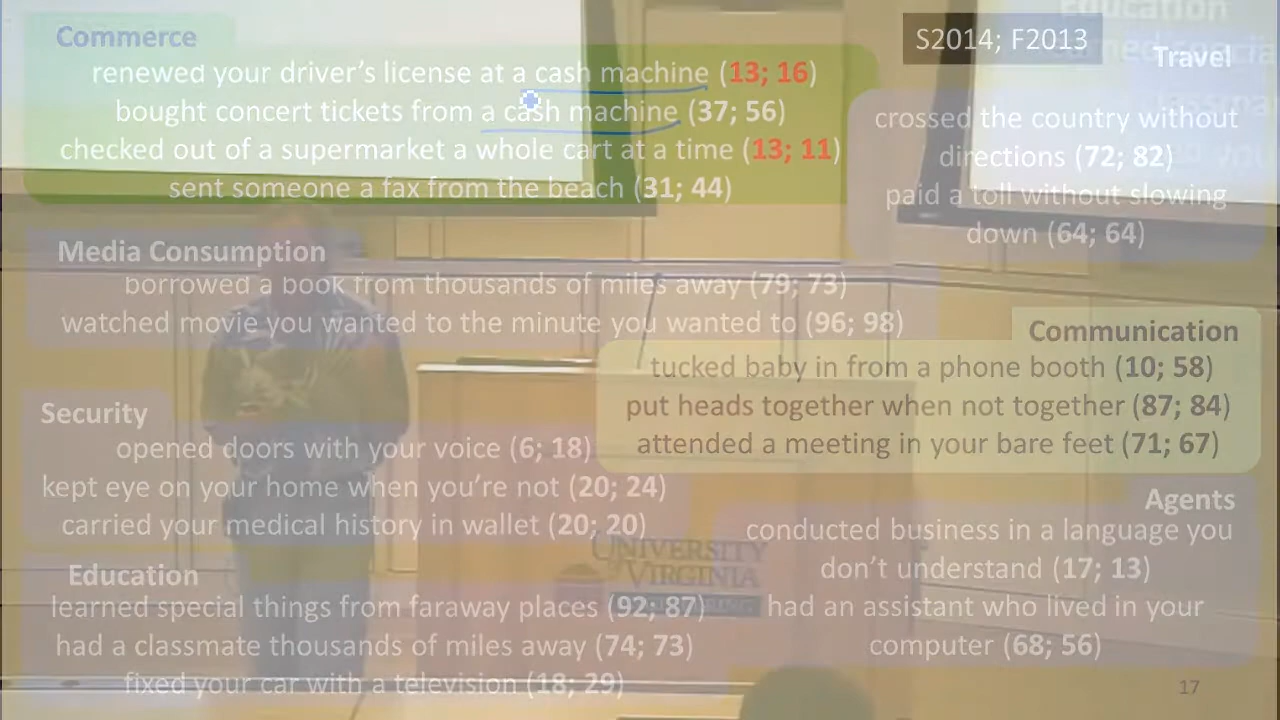 Commerce
S2014; F2013
renewed your driver's license at a cash machine (13; 16)
bought concert tickets from a cash machine (37; 56)
checked out of a supermarket a whole cart at a time (13; 11)
sent someone a fax from the beach (31; 44)
Education
Travel
crossed the country without
directions (72; 82)
paid a toll without slowing
down (64; 64)
Media Consumption
borrowed a book from thousands of miles away (79; 73)
watched movie you wanted to the minute you wanted to (96; 98)
Communication
tucked baby in from a phone booth (10; 58)
put heads together when not together (87; 84)
attended a meeting in your bare feet (71; 67)
Security
opened doors with your voice (6; 18)
kept eye on your home when you're not (20; 24)
carried your medical history in wallet (20; 20)
Agents
conducted business in a language you
don't understand (17; 13)
had an assistant who lived in your
computer (68; 56)
UNIVERSITY
of VIRGINIA
Education
learned special things from faraway places (92; 87)
had a classmate thousands of miles away (74; 73)
fixed your car with a television (18; 29)
17